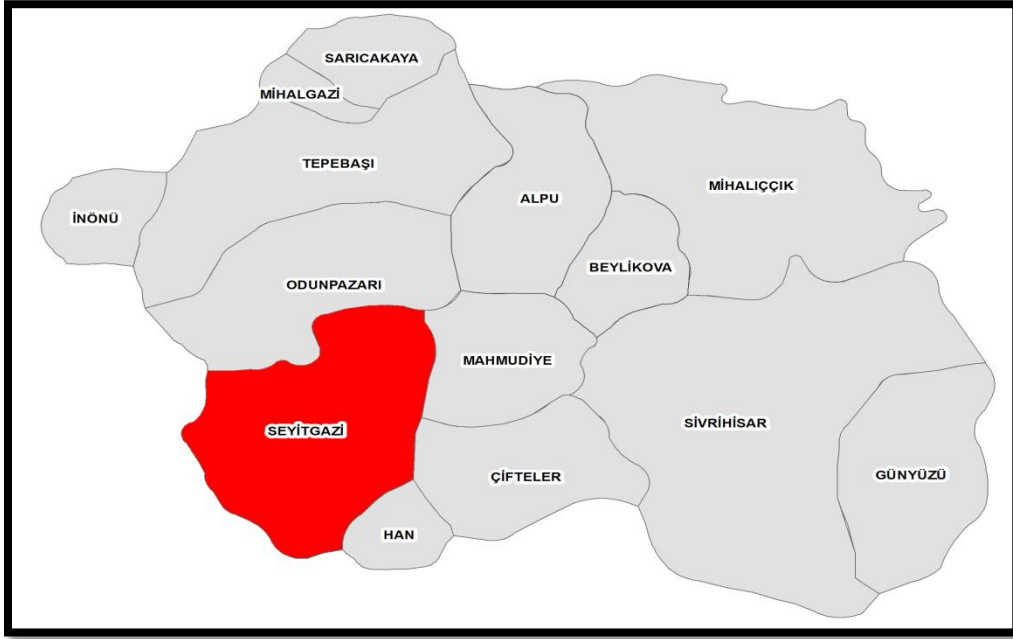 SARICAKAYA
MİHALGAZİ
TEPEBAŞI
MİHALIÇÇIK
ALPU
İNÖNÜ
BEYLİKOVA
ODUNPAZARI
MAHMUDİYE
SİVRİHİSAR
SEYİTGAZİ
GÜNYÜZÜ
ÇİFTELER
HAN